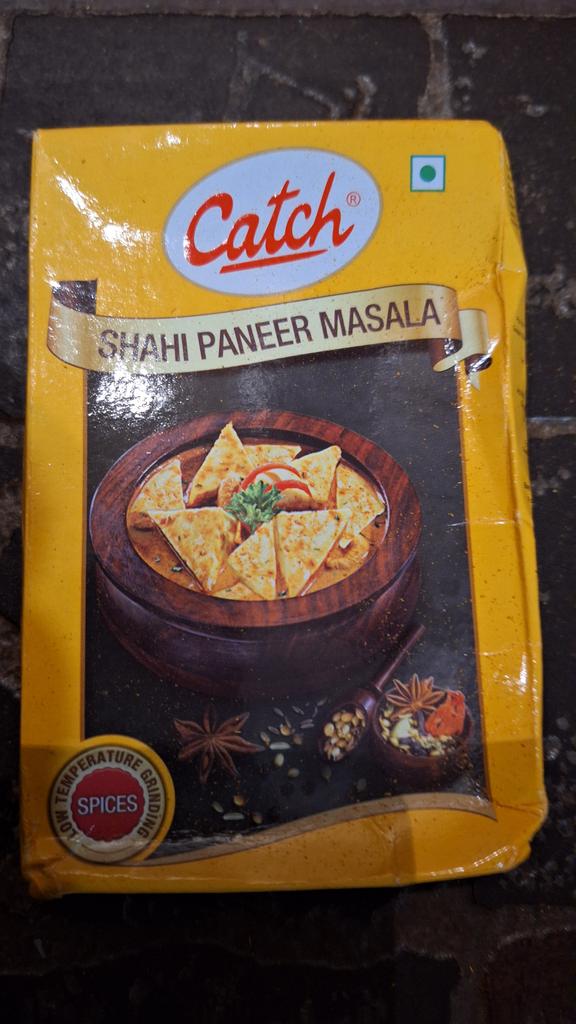 Catch®
SHAHI PANEER MASALA
LOW TEMPERATURE GRINDING
SPICES